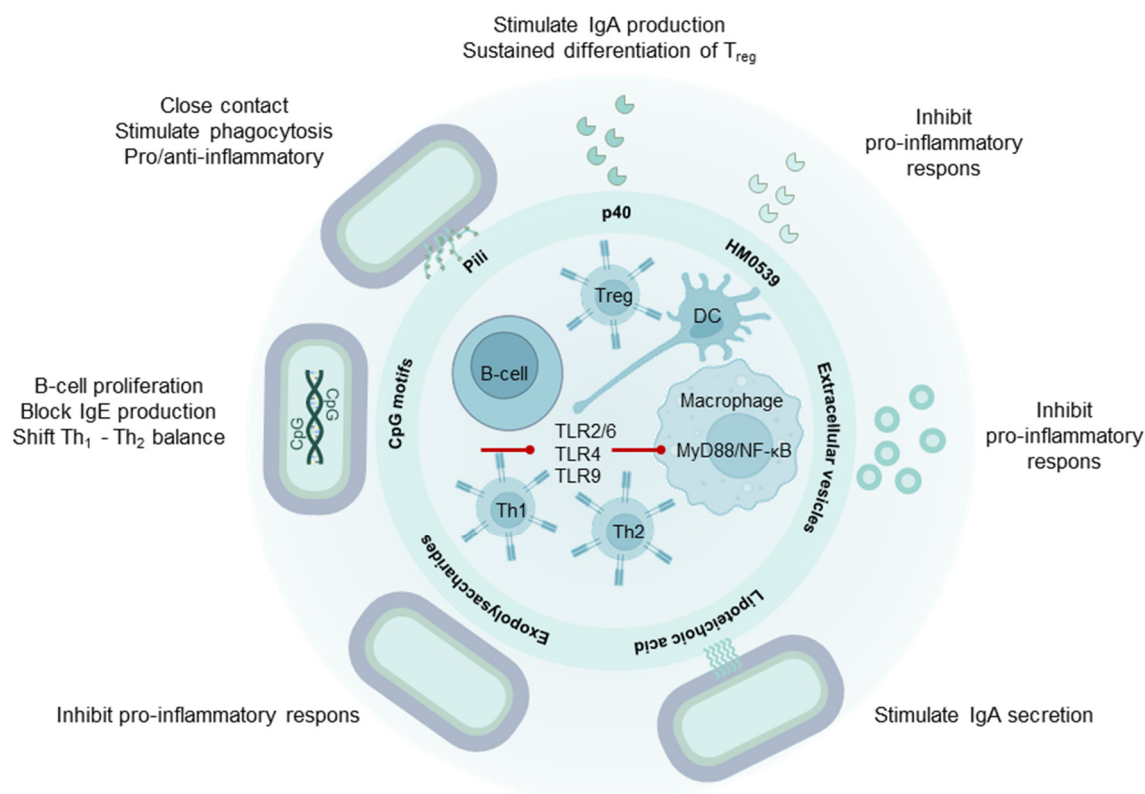 Stimulate IgA production
Sustained differentiation of Treg
Close contact
Stimulate phagocytosis
Pro/anti-inflammatory
Inhibit
pro-inflammatory
respons
p40
Pili
HM0539
Treg
DC
B-cell
Macrophage
MyD88/NF-κB
TLR2/6
TLR4
TLR9
Th1
Th2
CpG motifs
Extracellular vesicles
Exopolysaccharides
Lipoteichoic acid
B-cell proliferation
Block IgE production
Shift Th1 - Th2 balance
CpG
CpG
Inhibit
pro-inflammatory
respons
Inhibit pro-inflammatory respons
Stimulate IgA secretion